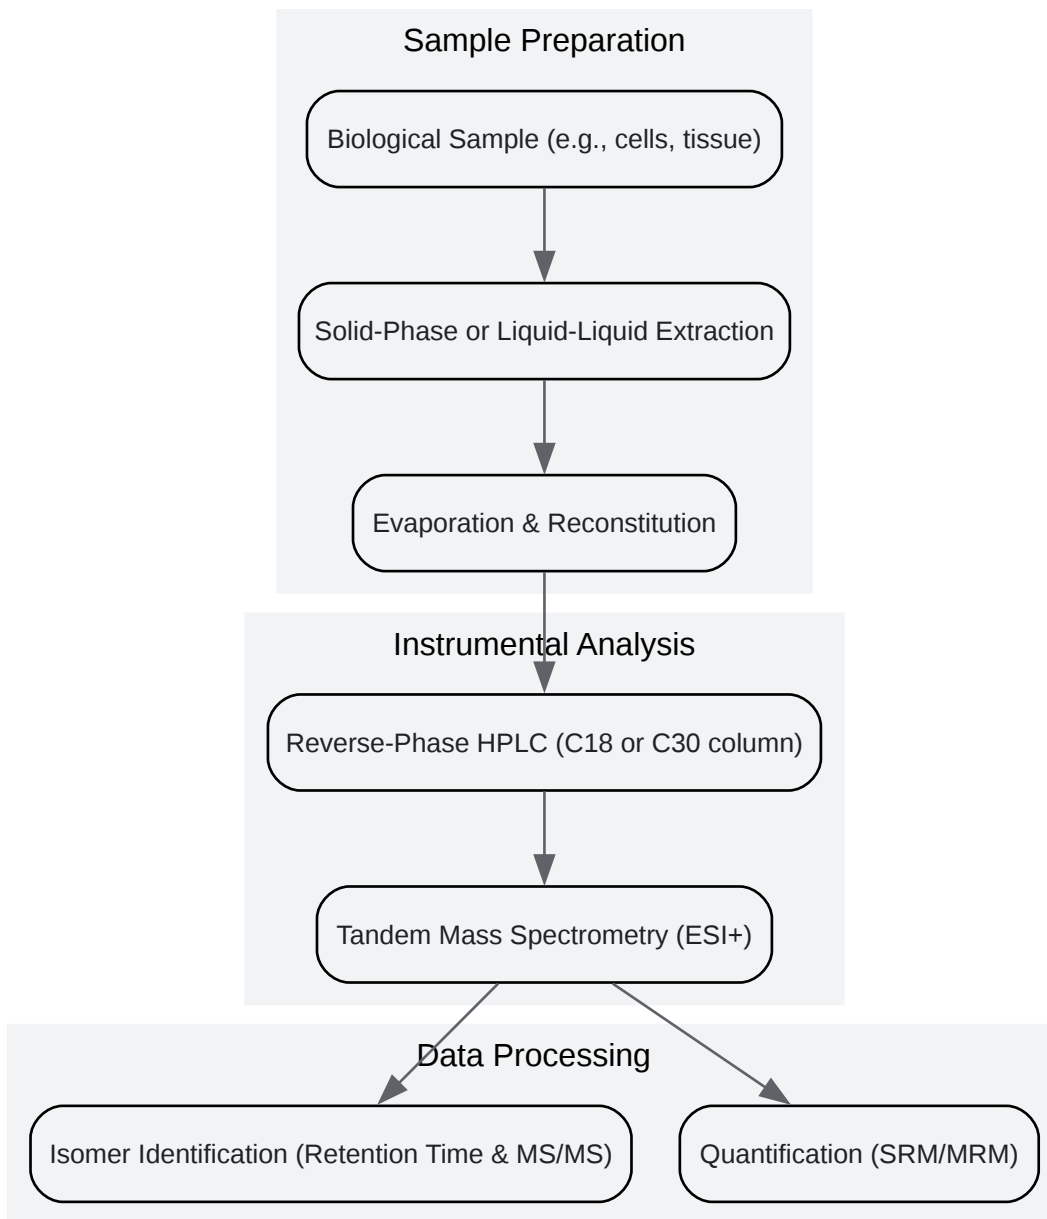 Sample Preparation
Biological Sample (e.g., cells, tissue)
Solid-Phase or Liquid-Liquid Extraction
Evaporation & Reconstitution
Instrumental Analysis
Reverse-Phase HPLC (C18 or C30 column)
Tandem Mass Spectrometry (ESI+)
Data Processing
Isomer Identification (Retention Time & MS/MS)
Quantification (SRM/MRM)